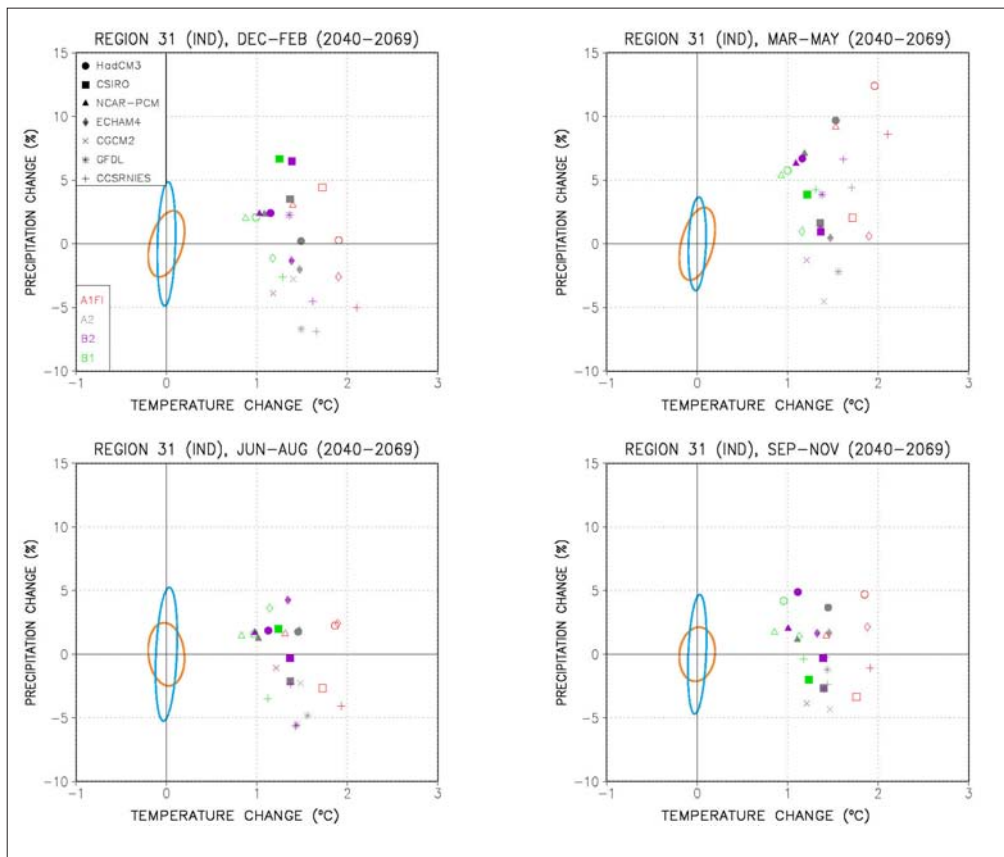 REGION 31 (IND), DEC-FEB (2040-2069)
PRECIPITATION CHANGE (%)
15
10
5
0
-5
-10
HadCM3
CSIRO
NCAR-PCM
ECHAM4
CGCM2
GFDL
CCSRNIES
A1FI
A2
B2
B1
-1
0
1
2
3
TEMPERATURE CHANGE (ºC)
REGION 31 (IND), MAR-MAY (2040-2069)
PRECIPITATION CHANGE (%)
15
10
5
0
-5
-10
-1
0
1
2
3
TEMPERATURE CHANGE (ºC)
REGION 31 (IND), JUN-AUG (2040-2069)
PRECIPITATION CHANGE (%)
15
10
5
0
-5
-10
-1
0
1
2
3
TEMPERATURE CHANGE (ºC)
REGION 31 (IND), SEP-NOV (2040-2069)
PRECIPITATION CHANGE (%)
15
10
5
0
-5
-10
-1
0
1
2
3
TEMPERATURE CHANGE (ºC)